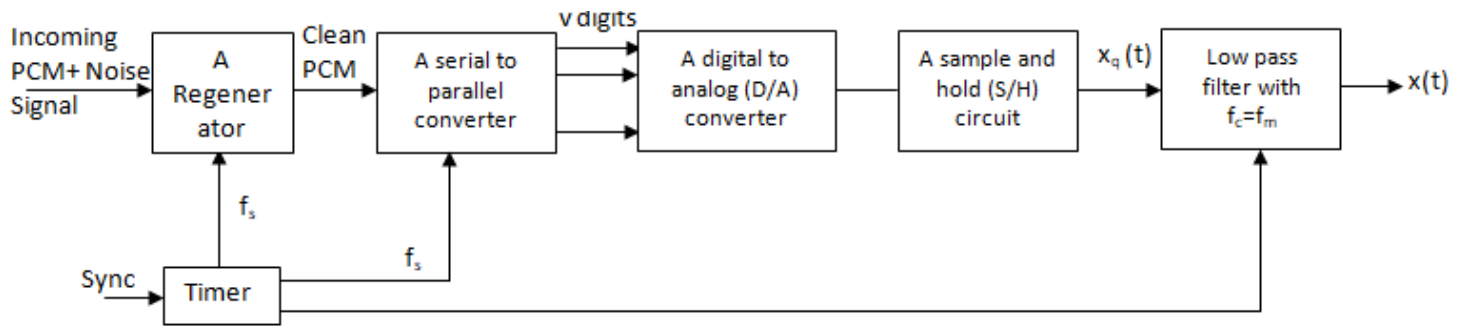 Incoming
PCM+ Noise
Signal
A
Regener
ator
Clean
PCM
A serial to
parallel
converter
v digits
A digital to
analog (D/A)
converter
A sample and
hold (S/H)
circuit
xq (t)
Low pass
filter with
fc=fm
x(t)
fs
fs
Sync
Timer